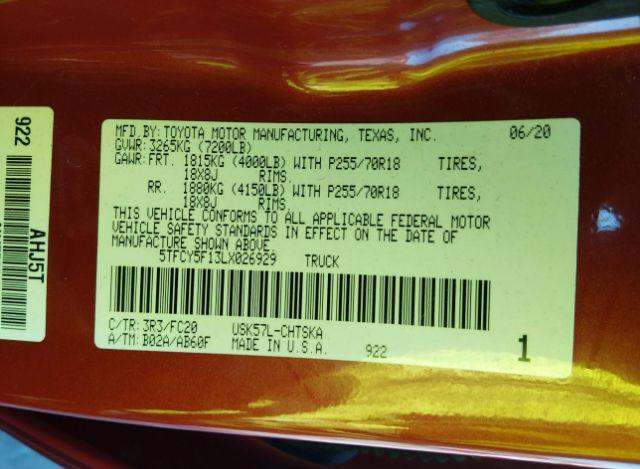 MFD.BY:TOYOTA MOTOR MANUFACTURING, TEXAS, INC. 06/20
GVWR: 3265KG (7200LB)
GAWR:FRT. 1815KG (4000LB) WITH P255/70R18 TIRES,
18X8J RIMS.
RR. 1880KG (4150LB) WITH P255/70R18 TIRES,
18X8J RIMS.
THIS VEHICLE CONFORMS TO ALL APPLICABLE FEDERAL MOTOR
VEHICLE SAFETY STANDARDS IN EFFECT ON THE DATE OF
MANUFACTURE SHOWN ABOVE.
5TFCY5F13LX026929 TRUCK
C/TR: 3R3/FC20 USK57L-CHTSKA
A/TM: B02A/AB60F MADE IN U.S.A. 922 1
922
AHJ5T